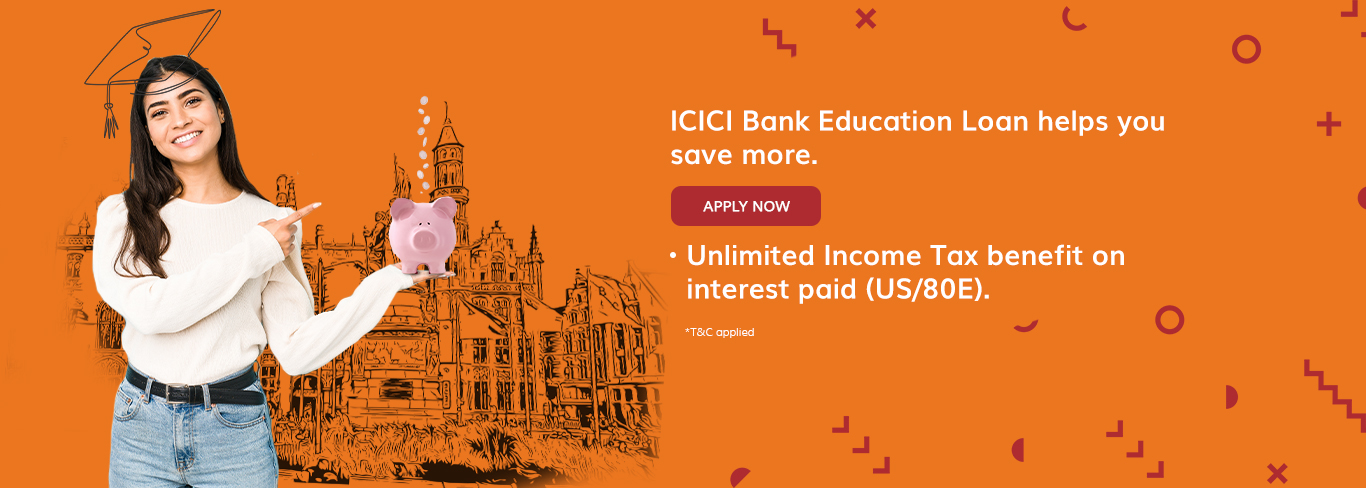 ICICI Bank Education Loan helps you
save more.
APPLY NOW
• Unlimited Income Tax benefit on
interest paid (US/80E).
*T&C applied